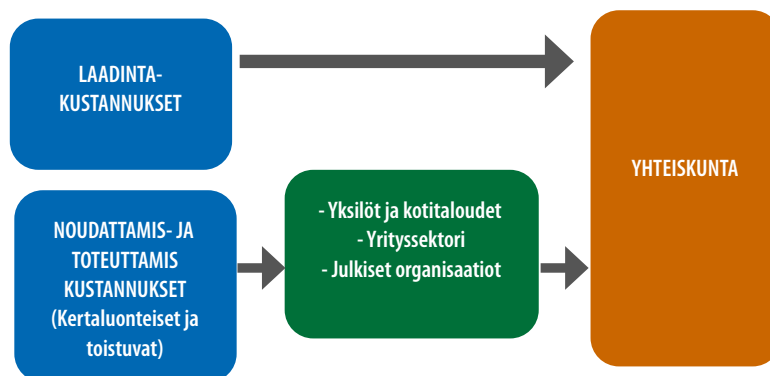 LAADINTA-
KUSTANNUKSET
YHTEISKUNTA
NOUDATTAMIS- JA
TOTEUTTAMIS
KUSTANNUKSET
(Kertaluonteiset ja
toistuvat)
- Yksilöt ja kotitaloudet
- Yrityssektori
- Julkiset organisaatiot